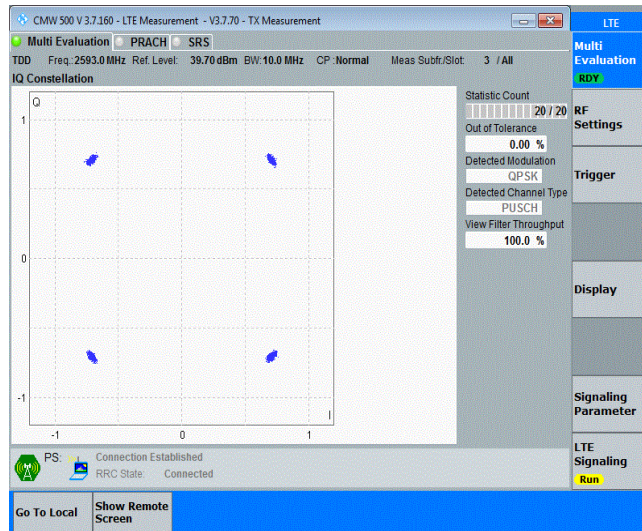 CMW 500 V 3.7.160 - LTE Measurement - V3.7.70 - TX Measurement
LTE
Multi Evaluation PRACH SRS
Multi
Evaluation
RDY
TDD Freq.: 2593.0 MHz Ref. Level: 39.70 dBm BW: 10.0 MHz CP : Normal Meas Subfr./Slot: 3 / All
IQ Constellation
Q
1
0
-1
-1 0 1
I
Statistic Count
20 / 20
Out of Tolerance
0.00 %
Detected Modulation
QPSK
Detected Channel Type
PUSCH
View Filter Throughput
100.0 %
RF
Settings
Trigger
Display
Signaling
Parameter
LTE
Signaling
Run
PS: Connection Established
RRC State: Connected
Go To Local
Show Remote
Screen